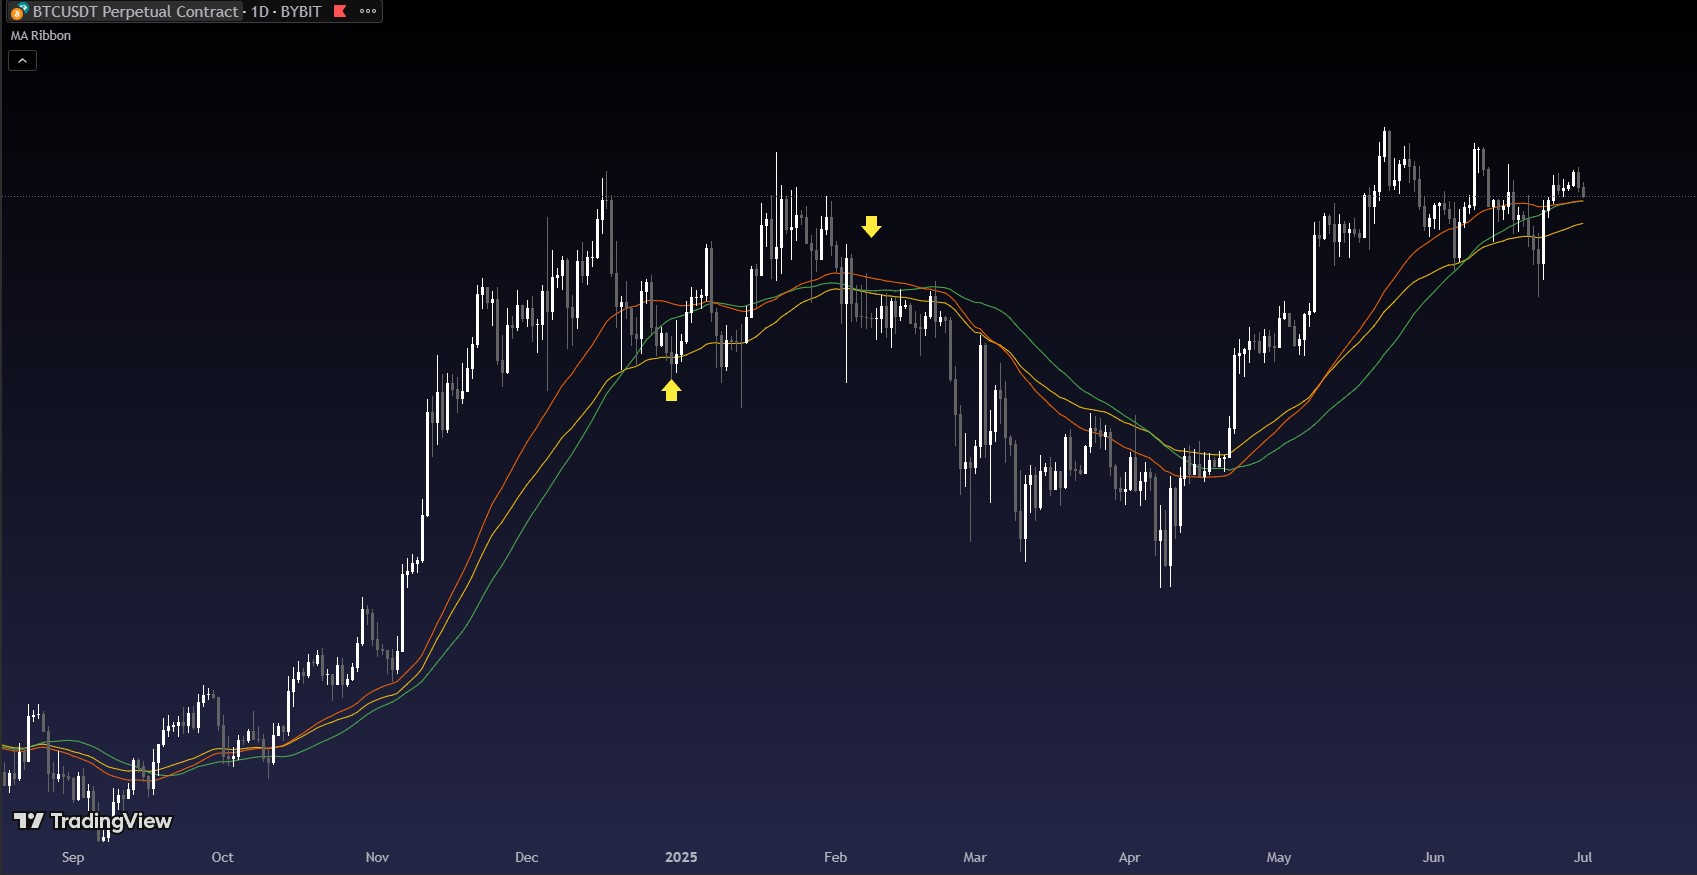 BTCUSDT Perpetual Contract · 1D · BYBIT
MA Ribbon
TradingView
Sep Oct Nov Dec 2025 Feb Mar Apr May Jun Jul